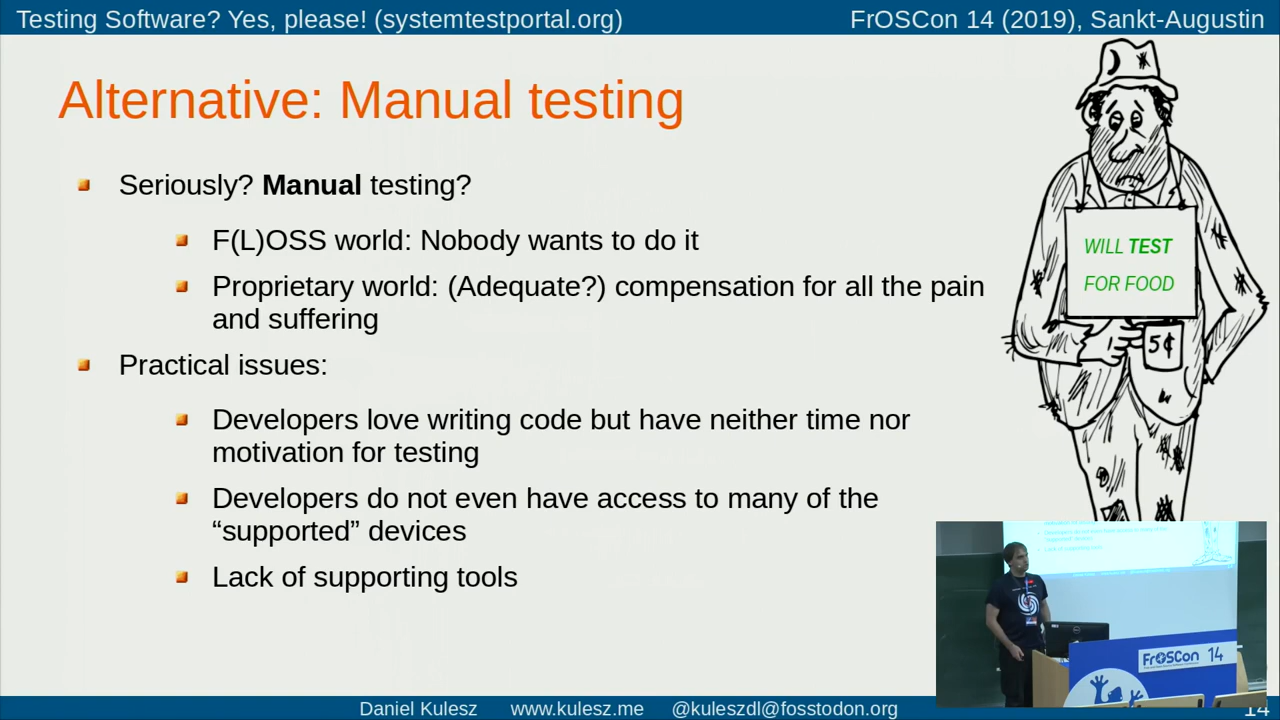 Testing Software? Yes, please! (systemtestportal.org)
FrOSCon 14 (2019), Sankt-Augustin
Alternative: Manual testing
Seriously? Manual testing?
F(L)OSS world: Nobody wants to do it
Proprietary world: (Adequate?) compensation for all the pain
and suffering
Practical issues:
Developers love writing code but have neither time nor
motivation for testing
Developers do not even have access to many of the
“supported” devices
Lack of supporting tools
WILL TEST
FOR FOOD
5¢
FrOSCon 14
Daniel Kulesz
www.kulesz.me
@kuleszdl@fosstodon.org
14